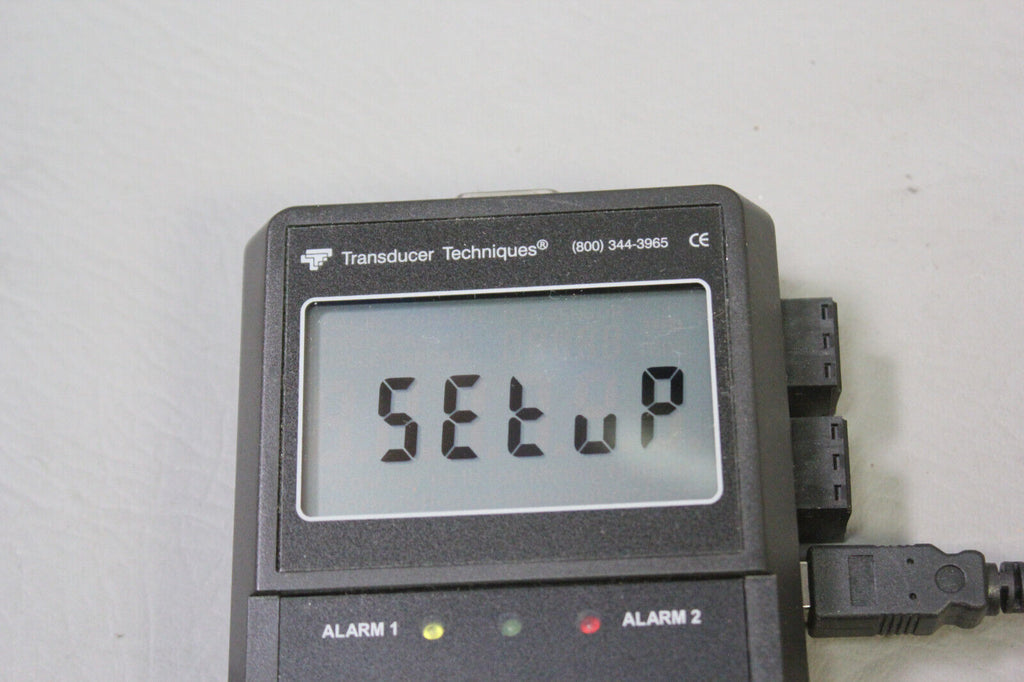 Transducer Techniques® (800) 344-3965 CE
SEtuP
ALARM 1 ALARM 2